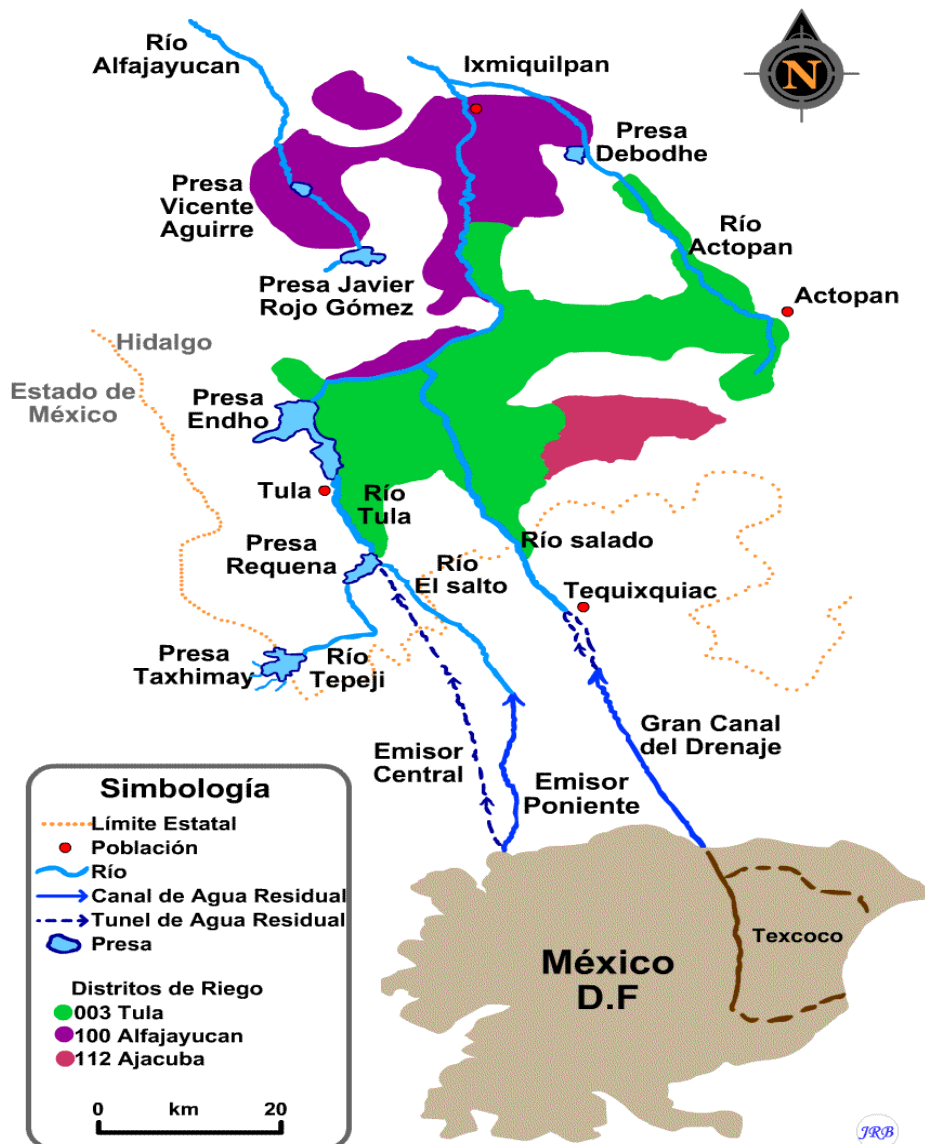 Río
Alfajayucan
Ixmiquilpan
N
Presa
Debodhe
Presa
Vicente
Aguirre
Río
Actopan
Presa Javier
Rojo Gómez
Actopan
Hidalgo
Estado de
México
Presa
Endho
Tula
Río
Tula
Presa
Requena
Río
El salto
Río salado
Tequixquiac
Presa
Taxhimay
Río
Tepeji
Gran Canal
del Drenaje
Emisor
Central
Emisor
Poniente
Simbología
Límite Estatal
Población
Río
Canal de Agua Residual
Tunel de Agua Residual
Presa
Distritos de Riego
003 Tula
100 Alfajayucan
112 Ajacuba
0 km 20
Texcoco
México
D.F
JRB